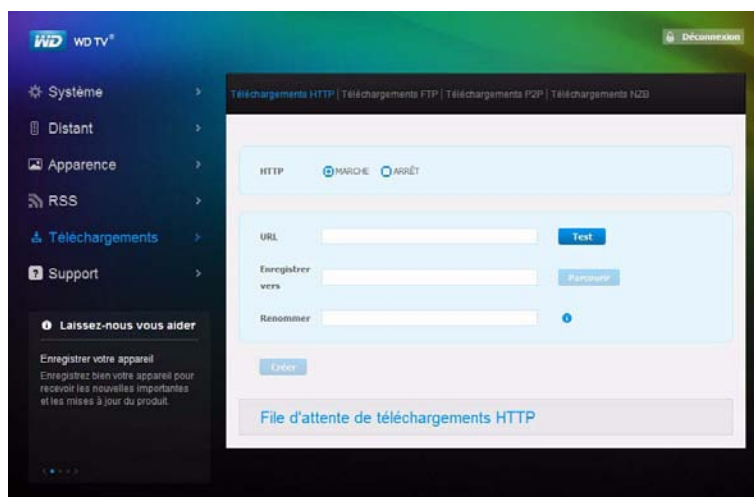 WD WD TV®
Déconnexion
Système
Distant
Apparence
RSS
Téléchargements
Support
Laissez-nous vous aider
Enregistrer votre appareil
Enregistrez bien votre appareil pour
recevoir les nouvelles importantes
et les mises à jour du produit.
Téléchargements HTTP | Téléchargements FTP | Téléchargements P2P | Téléchargements NZB
HTTP MARCHE ARRÊT
URL Test
Enregistrer
vers Parcourir
Renommer
Créer
File d'attente de téléchargements HTTP